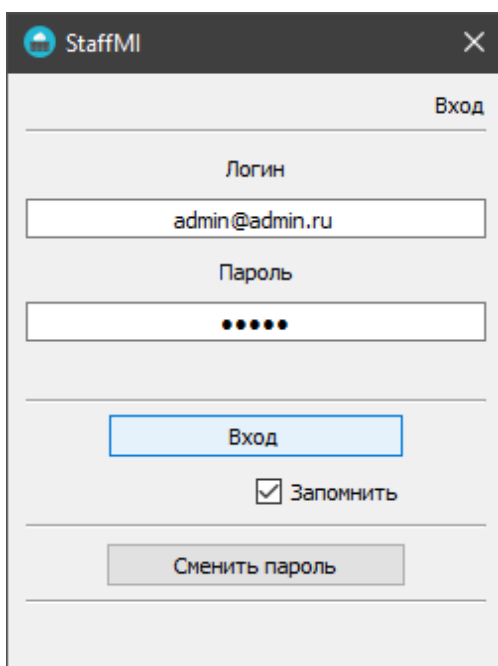 StaffMI
Вход
Логин
admin@admin.ru
Пароль
•••••
Вход
Запомнить
Сменить пароль